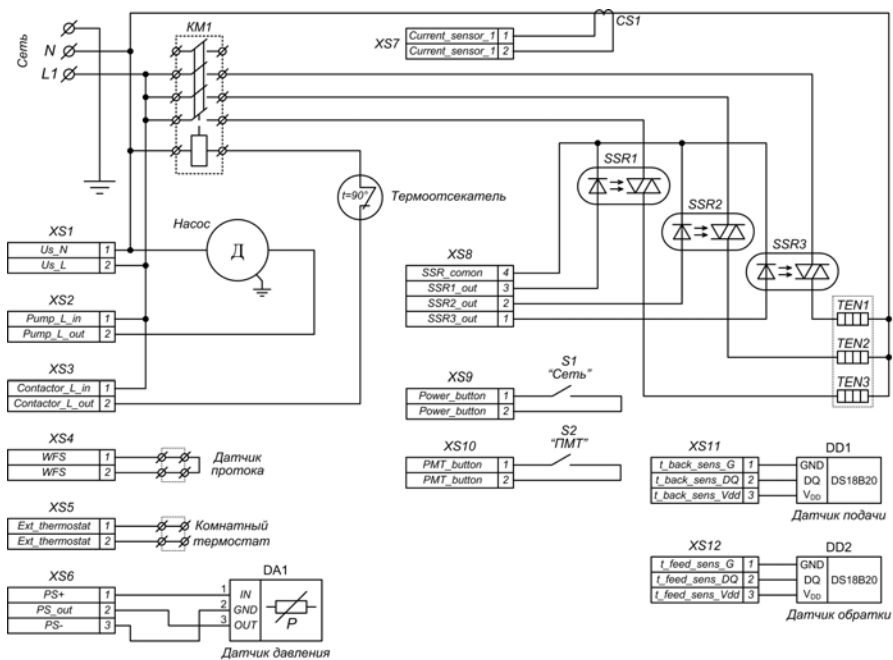 Сеть
N
L1
KM1
XS7
Current_sensor_1 1
Current_sensor_1 2
CS1
t=90°
Термоотсекатель
SSR1
SSR2
SSR3
XS1
Us_N 1
Us_L 2
Насос
Д
XS2
Pump_L_in 1
Pump_L_out 2
XS3
Contactor_L_in 1
Contactor_L_out 2
XS8
SSR_comon 4
SSR1_out 3
SSR2_out 2
SSR3_out 1
TEN1
TEN2
TEN3
XS9
Power_button 1
Power_button 2
S1
“Сеть”
XS4
WFS 1
WFS 2
Датчик
протока
XS10
PMT_button 1
PMT_button 2
S2
“ПМТ”
XS11
t_back_sens_G 1
t_back_sens_DQ 2
t_back_sens_Vdd 3
DD1
GND
DQ
VDD
DS18B20
Датчик подачи
XS5
Ext_thermostat 1
Ext_thermostat 2
Комнатный
термостат
XS12
t_feed_sens_G 1
t_feed_sens_DQ 2
t_feed_sens_Vdd 3
DD2
GND
DQ
VDD
DS18B20
Датчик обратки
XS6
PS+ 1
PS_out 2
PS- 3
DA1
1 IN
2 GND
3 OUT
P
Датчик давления